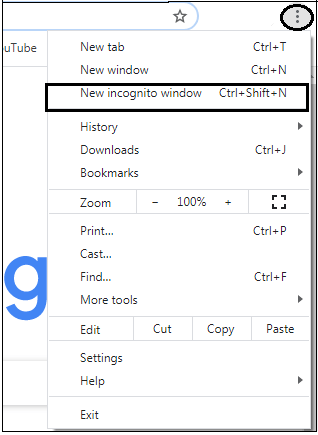 ouTube
New tab Ctrl+T
New window Ctrl+N
New incognito window Ctrl+Shift+N
History
Downloads Ctrl+J
Bookmarks
Zoom − 100% +
Print... Ctrl+P
Cast...
Find... Ctrl+F
More tools
Edit Cut Copy Paste
Settings
Help
Exit
g